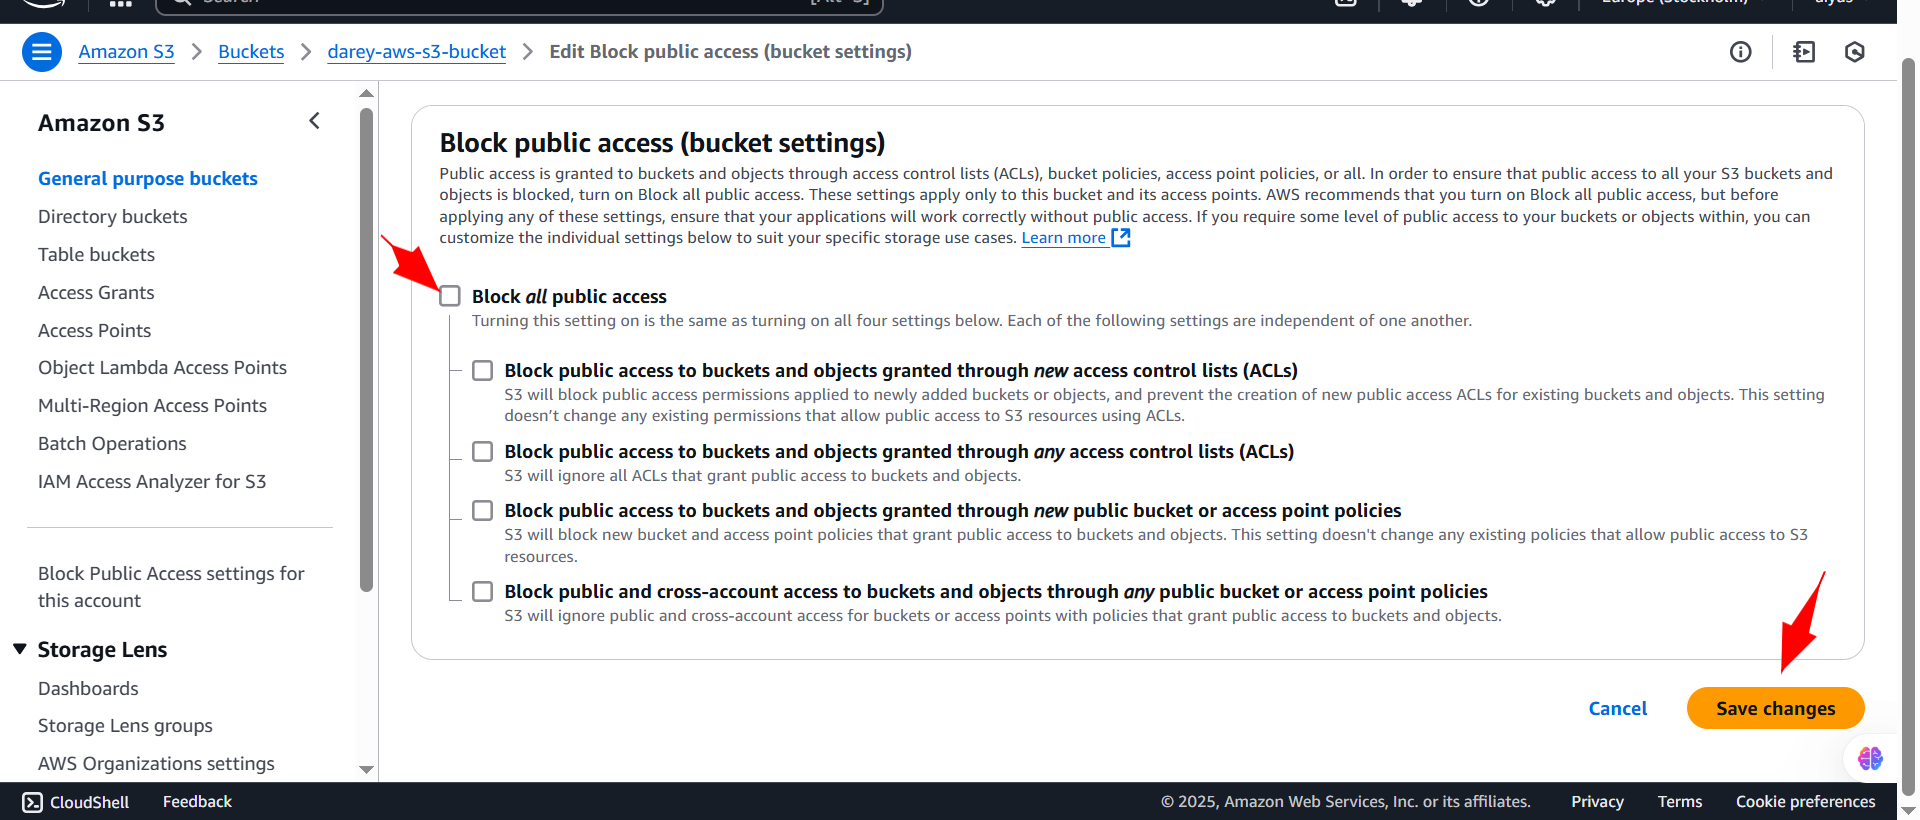 Amazon S3 > Buckets > darey-aws-s3-bucket > Edit Block public access (bucket settings)
Amazon S3
General purpose buckets
Directory buckets
Table buckets
Access Grants
Access Points
Object Lambda Access Points
Multi-Region Access Points
Batch Operations
IAM Access Analyzer for S3
Block Public Access settings for
this account
Storage Lens
Dashboards
Storage Lens groups
AWS Organizations settings
Block public access (bucket settings)
Public access is granted to buckets and objects through access control lists (ACLs), bucket policies, access point policies, or all. In order to ensure that public access to all your S3 buckets and
objects is blocked, turn on Block all public access. These settings apply only to this bucket and its access points. AWS recommends that you turn on Block all public access, but before
applying any of these settings, ensure that your applications will work correctly without public access. If you require some level of public access to your buckets or objects within, you can
customize the individual settings below to suit your specific storage use cases. Learn more
Block all public access
Turning this setting on is the same as turning on all four settings below. Each of the following settings are independent of one another.
Block public access to buckets and objects granted through new access control lists (ACLs)
S3 will block public access permissions applied to newly added buckets or objects, and prevent the creation of new public access ACLs for existing buckets and objects. This setting
doesn’t change any existing permissions that allow public access to S3 resources using ACLs.
Block public access to buckets and objects granted through any access control lists (ACLs)
S3 will ignore all ACLs that grant public access to buckets and objects.
Block public access to buckets and objects granted through new public bucket or access point policies
S3 will block new bucket and access point policies that grant public access to buckets and objects. This setting doesn't change any existing policies that allow public access to S3
resources.
Block public and cross-account access to buckets and objects through any public bucket or access point policies
S3 will ignore public and cross-account access for buckets or access points with policies that grant public access to buckets and objects.
Cancel
Save changes
CloudShell
Feedback
© 2025, Amazon Web Services, Inc. or its affiliates.
Privacy
Terms
Cookie preferences